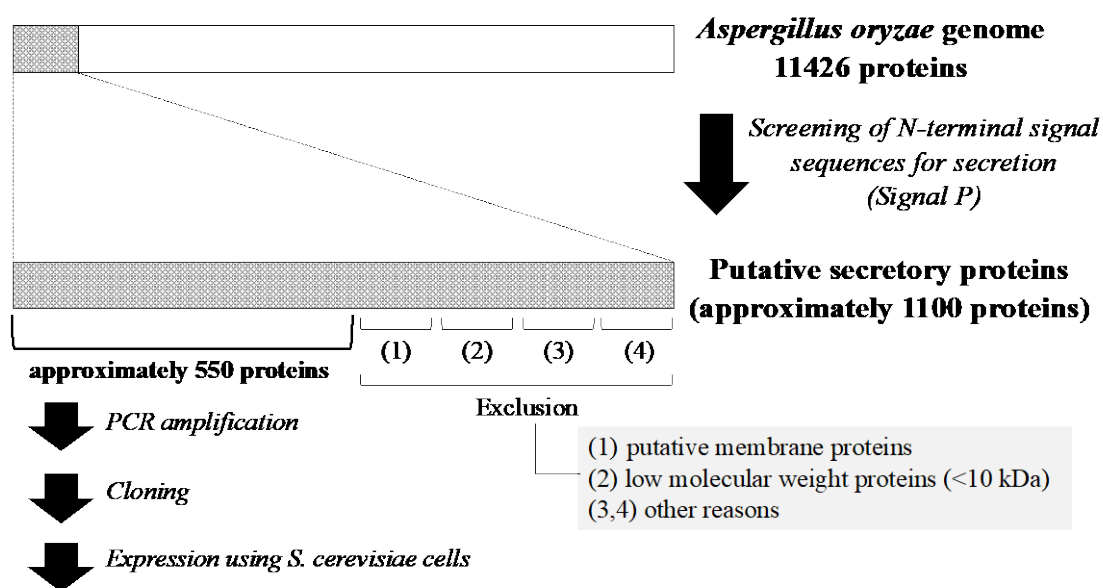 Aspergillus oryzae genome
11426 proteins
Screening of N-terminal signal
sequences for secretion
(Signal P)
Putative secretory proteins
(approximately 1100 proteins)
(1) (2) (3) (4)
approximately 550 proteins
Exclusion
(1) putative membrane proteins
(2) low molecular weight proteins (<10 kDa)
(3,4) other reasons
PCR amplification
Cloning
Expression using S. cerevisiae cells